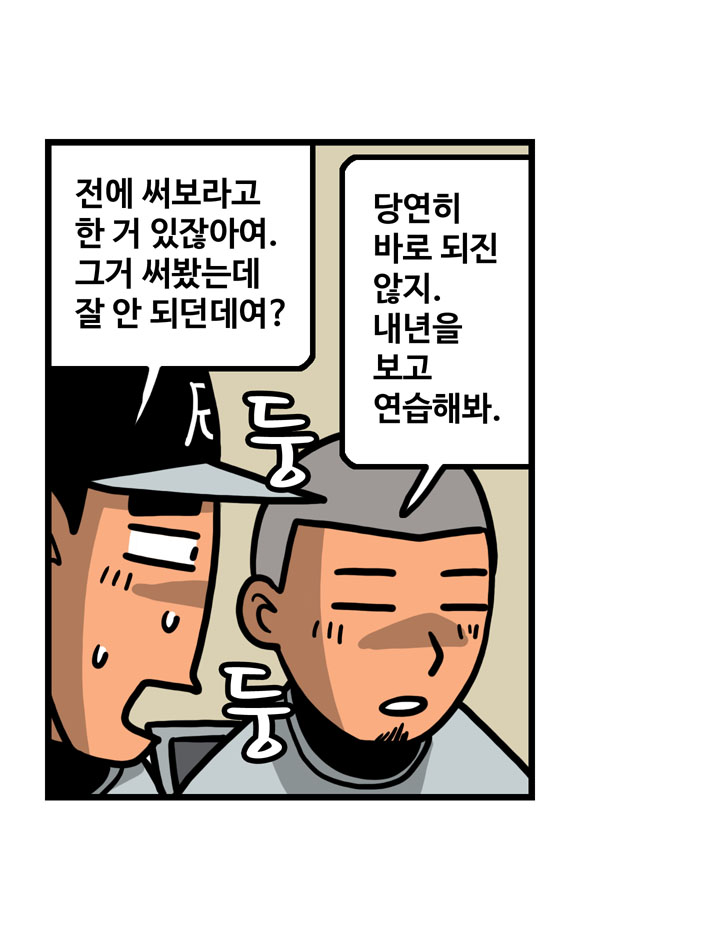 전에 써보라고
한 거 있잖아여.
그거 써봤는데
잘 안 되던데여?
당연히
바로 되진
않지.
내년을
보고
연습해봐.
둥
둥